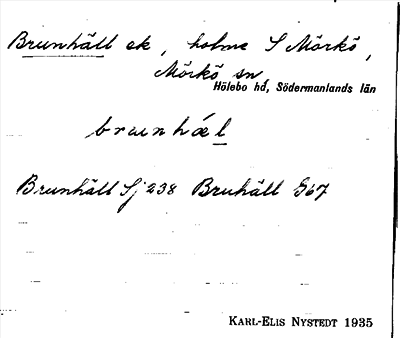 Brunhäll ek, holme S Mörkö,
Mörkö sn,
Hölebo hd, Södermanlands län
brunhæl
Brunhäll Sj 238 Bruhäll G67
KARL-ELIS NYSTEDT 1935